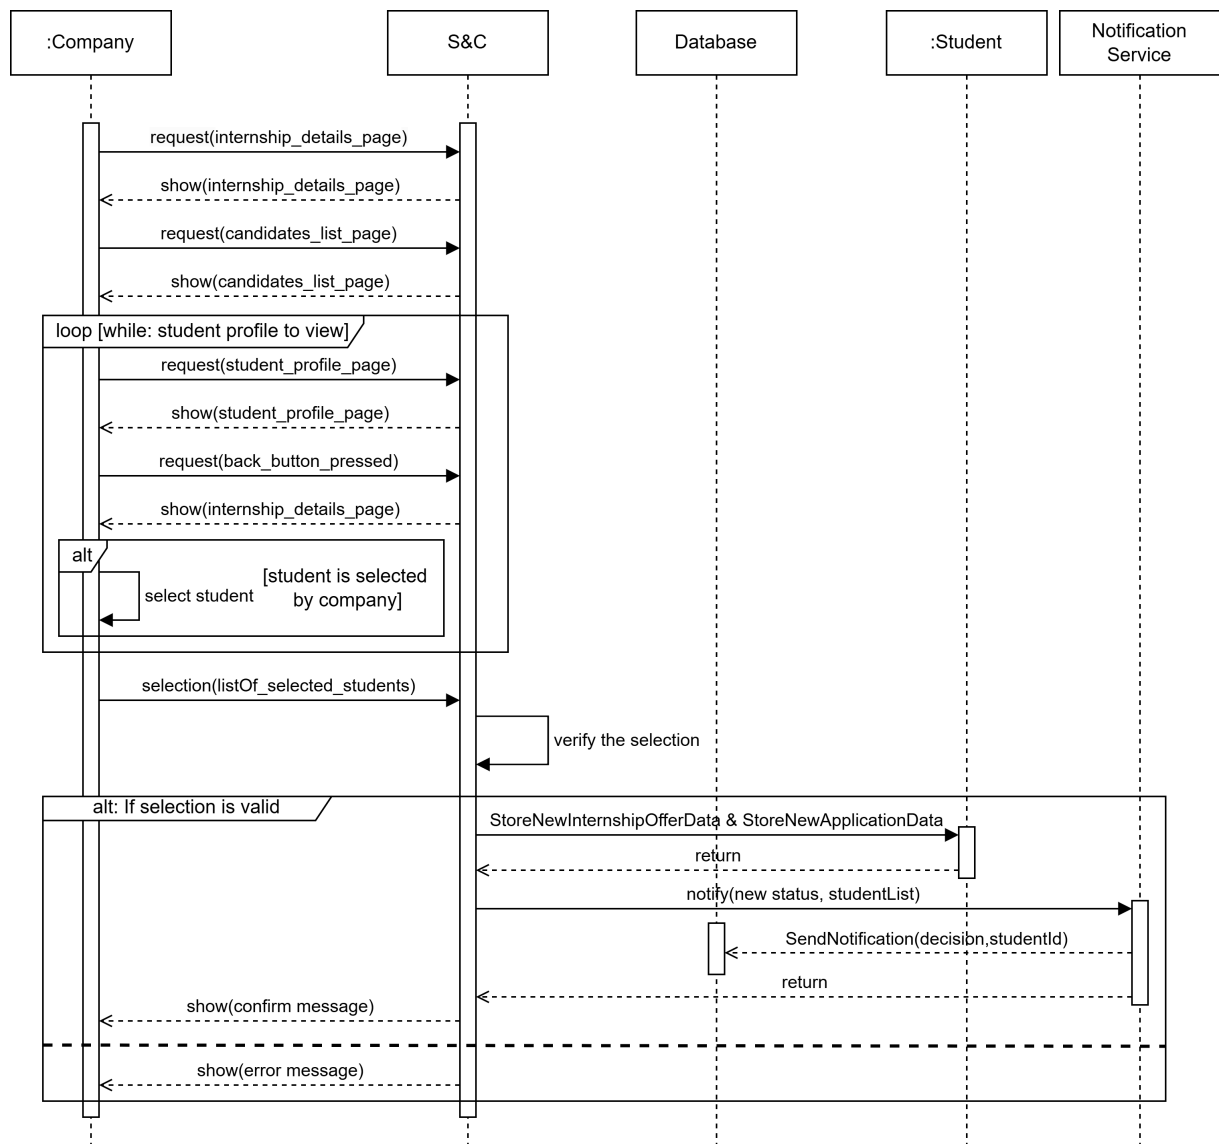 :Company
S&C
Database
:Student
Notification
Service
request(internship_details_page)
show(internship_details_page)
request(candidates_list_page)
show(candidates_list_page)
loop [while: student profile to view]
request(student_profile_page)
show(student_profile_page)
request(back_button_pressed)
show(internship_details_page)
alt
[student is selected
by company]
select student
selection(listOf_selected_students)
verify the selection
alt: If selection is valid
StoreNewInternshipOfferData & StoreNewApplicationData
return
notify(new status, studentList)
SendNotification(decision,studentId)
return
show(confirm message)
show(error message)